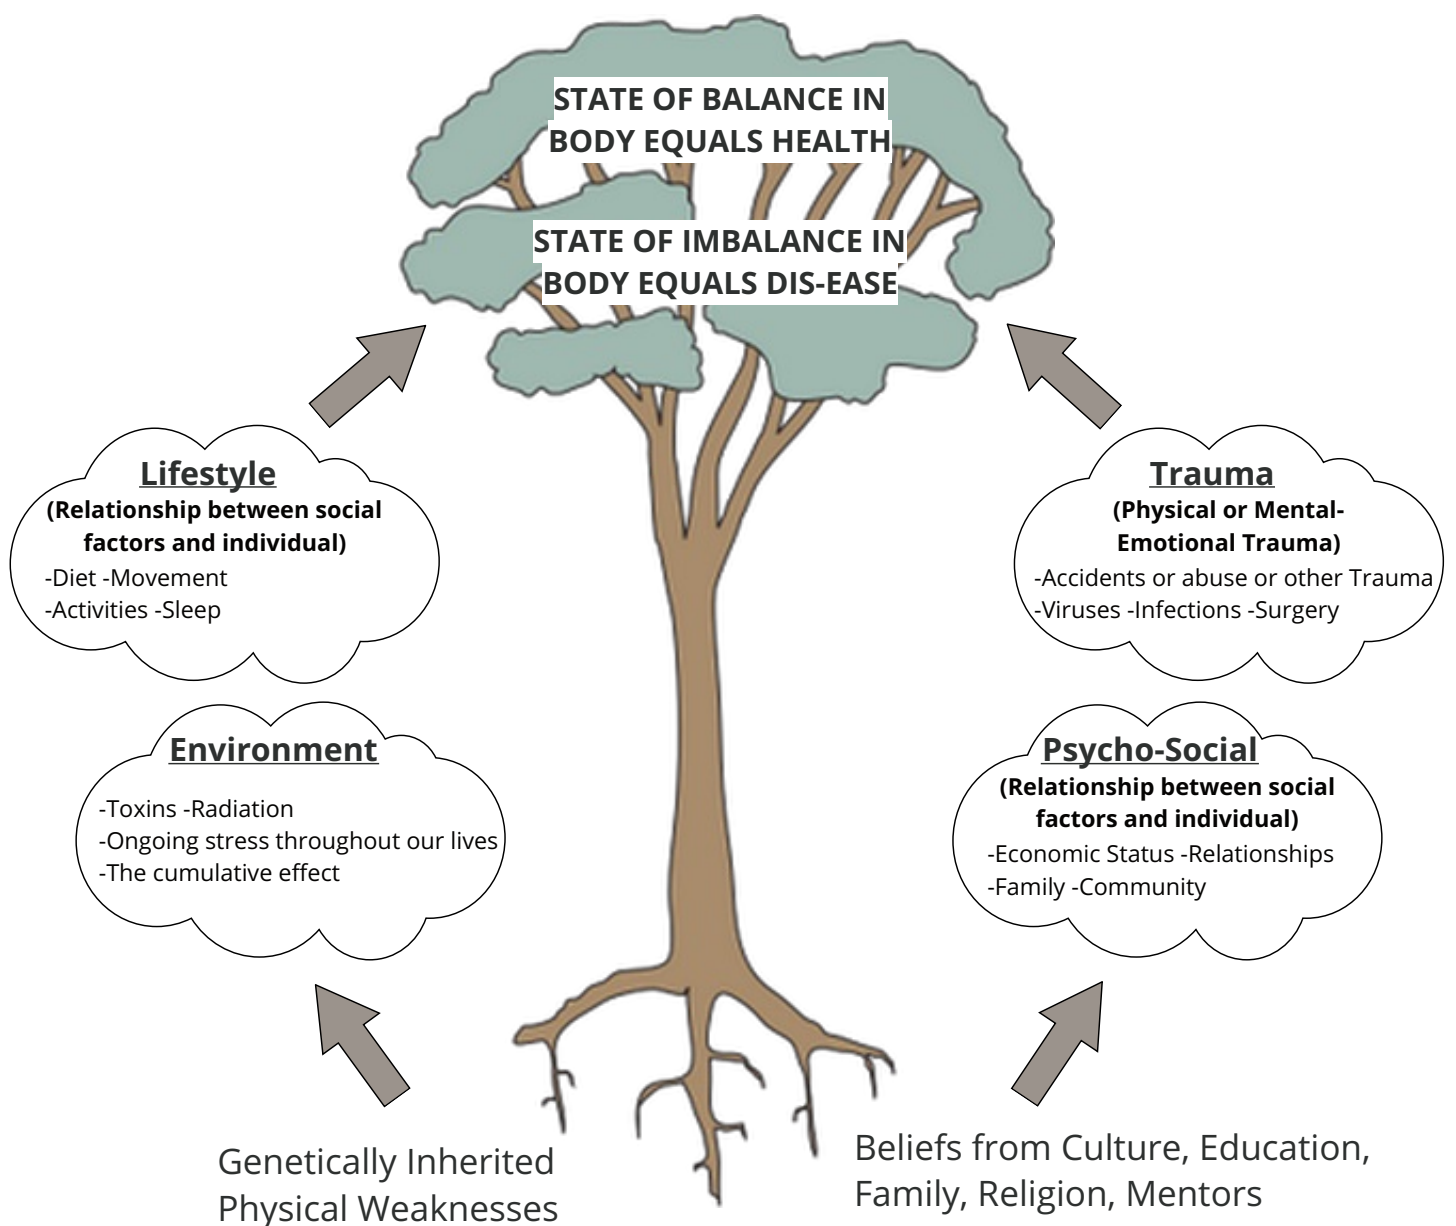 STATE OF BALANCE IN
BODY EQUALS HEALTH
STATE OF IMBALANCE IN
BODY EQUALS DIS-EASE
Lifestyle
(Relationship between social
factors and individual)
-Diet -Movement
-Activities -Sleep
Trauma
(Physical or Mental-
Emotional Trauma)
-Accidents or abuse or other Trauma
-Viruses -Infections -Surgery
Environment
-Toxins -Radiation
-Ongoing stress throughout our lives
-The cumulative effect
Psycho-Social
(Relationship between social
factors and individual)
-Economic Status -Relationships
-Family -Community
Genetically Inherited
Physical Weaknesses
Beliefs from Culture, Education,
Family, Religion, Mentors